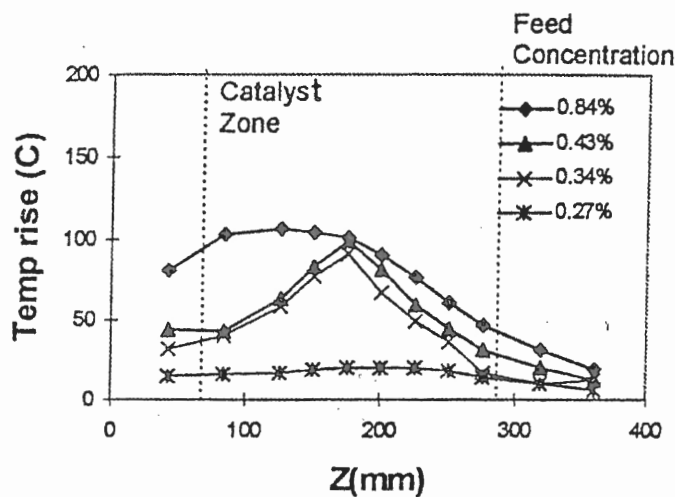 Feed
Concentration
200
Catalyst
Zone
0.84%
0.43%
150
0.34%
0.27%
Temp rise (C)
100
50
0
0 100 200 300 400
Z(mm)